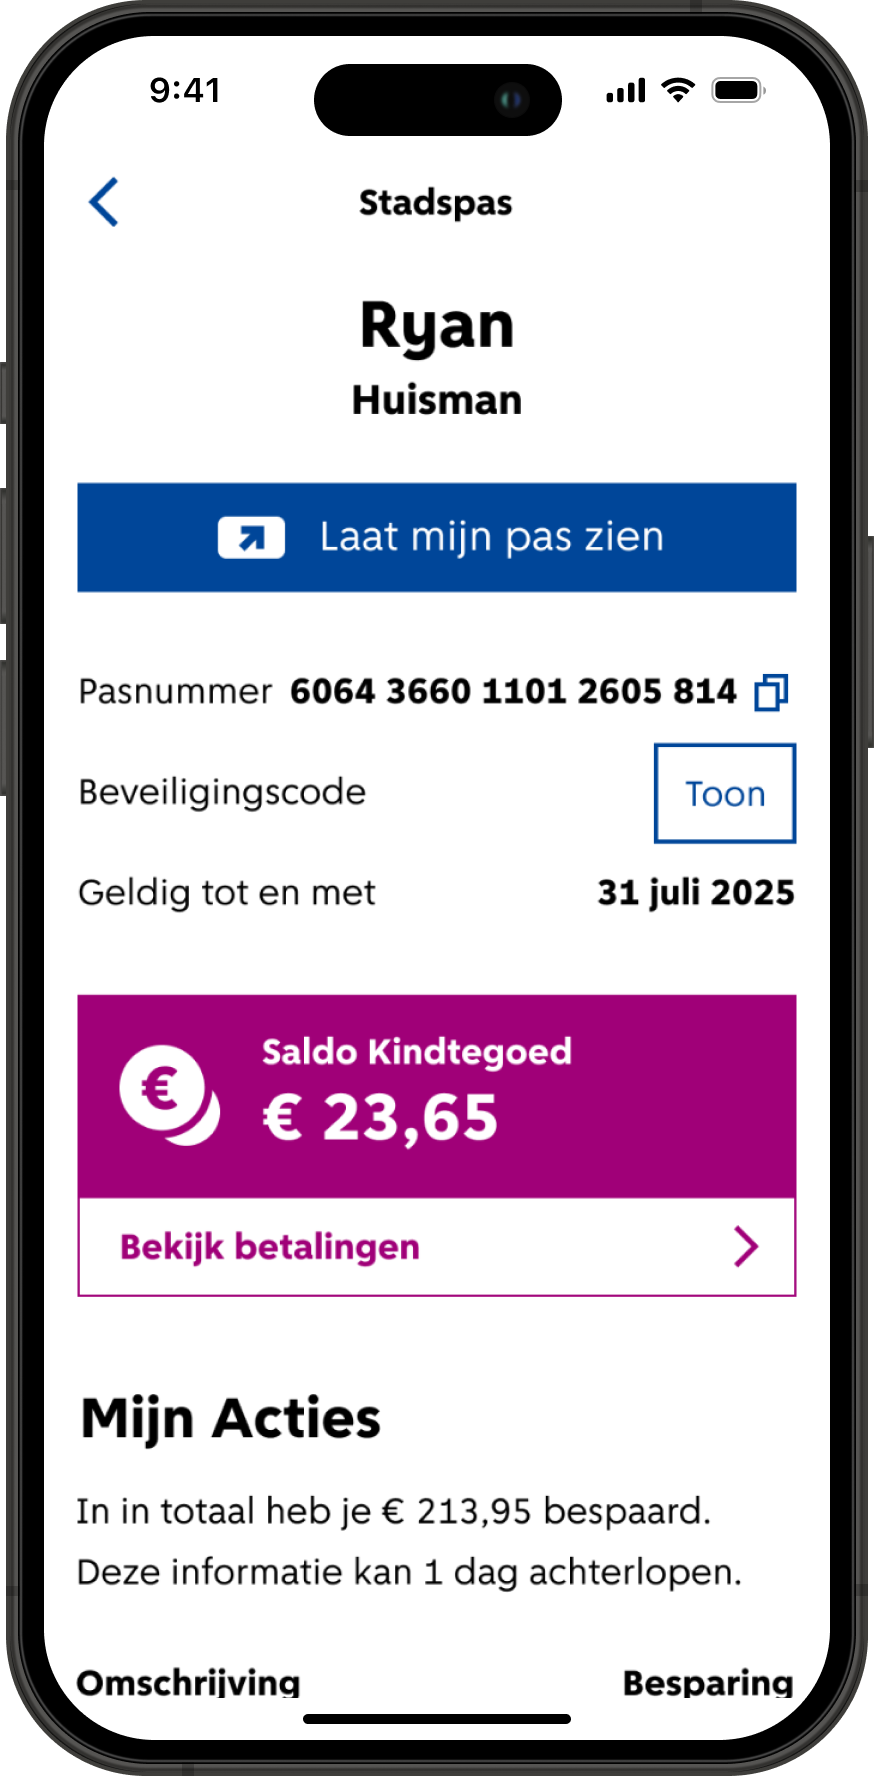 9:41
Stadspas
Ryan
Huisman
Laat mijn pas zien
Pasnummer 6064 3660 1101 2605 814
Beveiligingscode Toon
Geldig tot en met 31 juli 2025
Saldo Kindtegoed
€ 23,65
Bekijk betalingen
Mijn Acties
In in totaal heb je € 213,95 bespaard.
Deze informatie kan 1 dag achterlopen.
Omschrijving Besparing